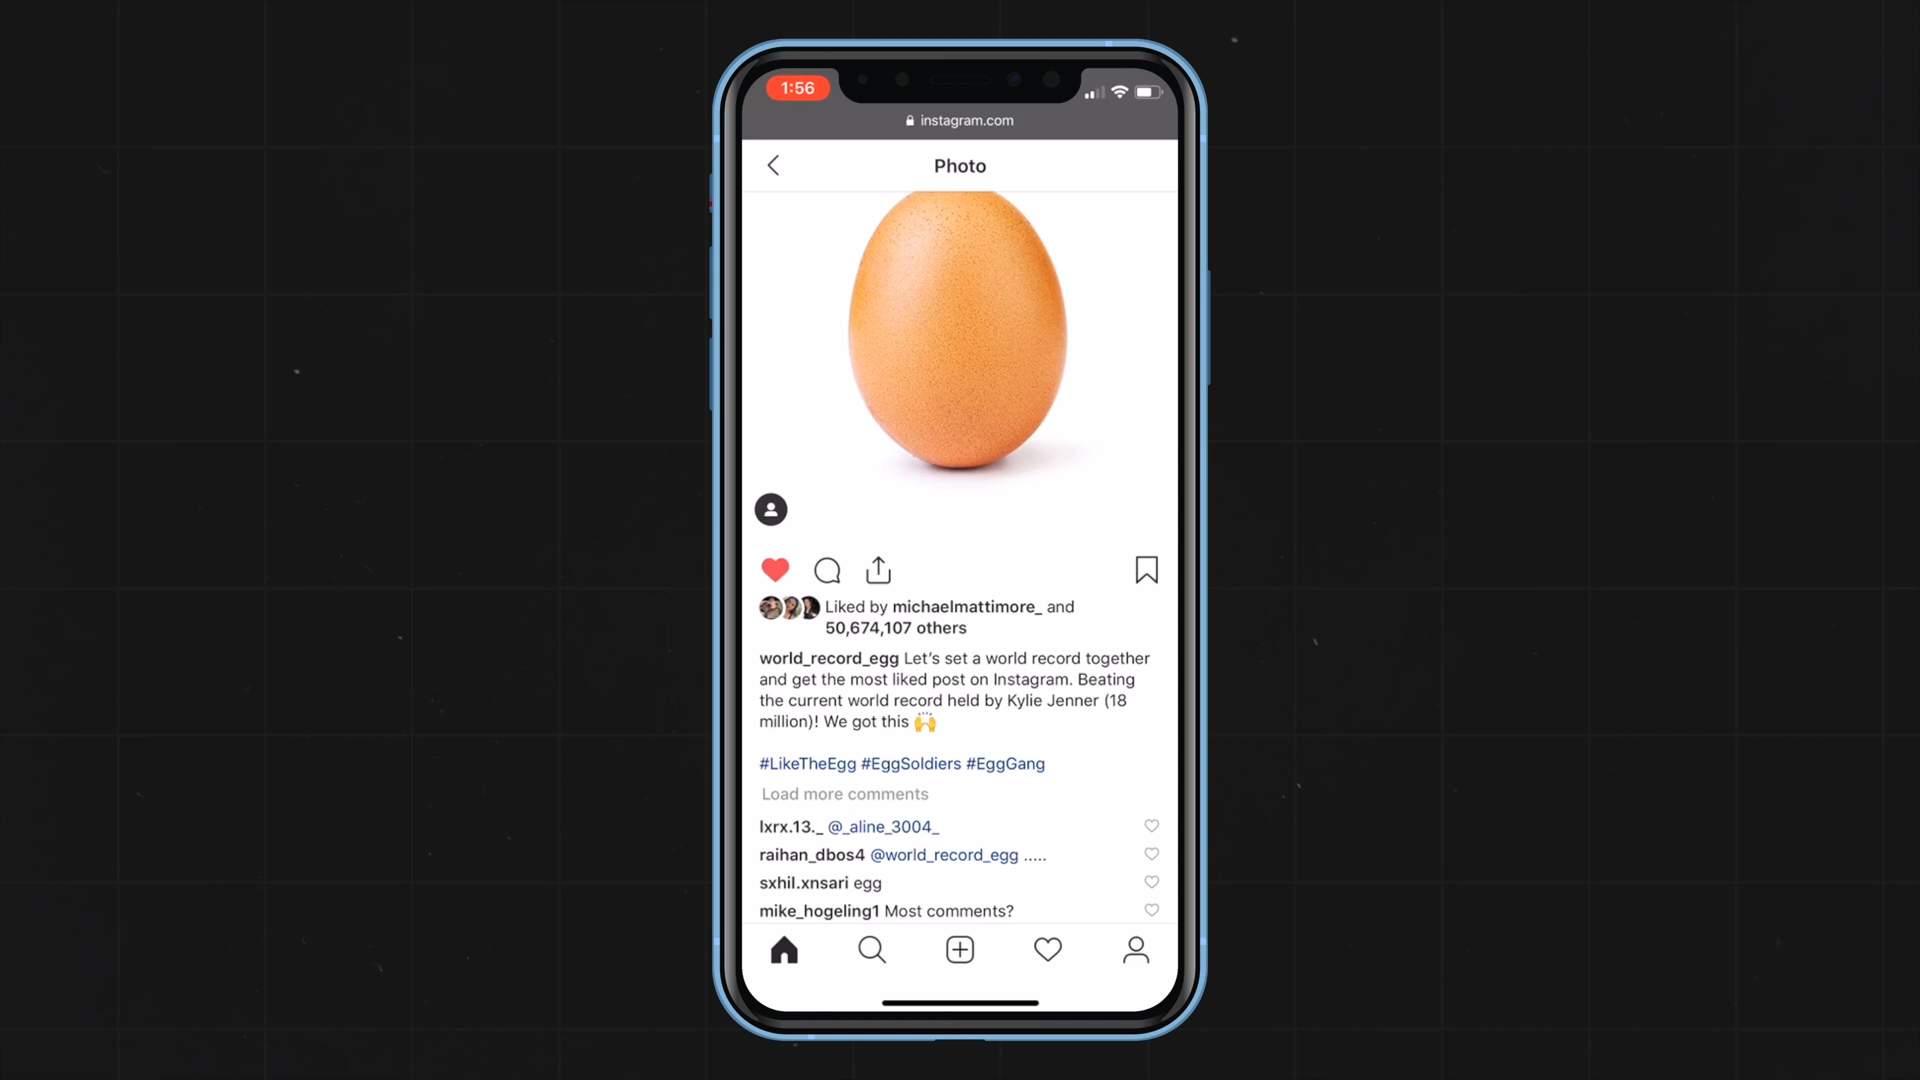 1:56
instagram.com
Photo
Liked by michaelmattimore_ and
50,674,107 others
world_record_egg Let’s set a world record together
and get the most liked post on Instagram. Beating
the current world record held by Kylie Jenner (18
million)! We got this 🙌
#LikeTheEgg #EggSoldiers #EggGang
Load more comments
lxrx.13._ @_aline_3004_
raihan_dbos4 @world_record_egg .....
sxhil.xnsari egg
mike_hogeling1 Most comments?